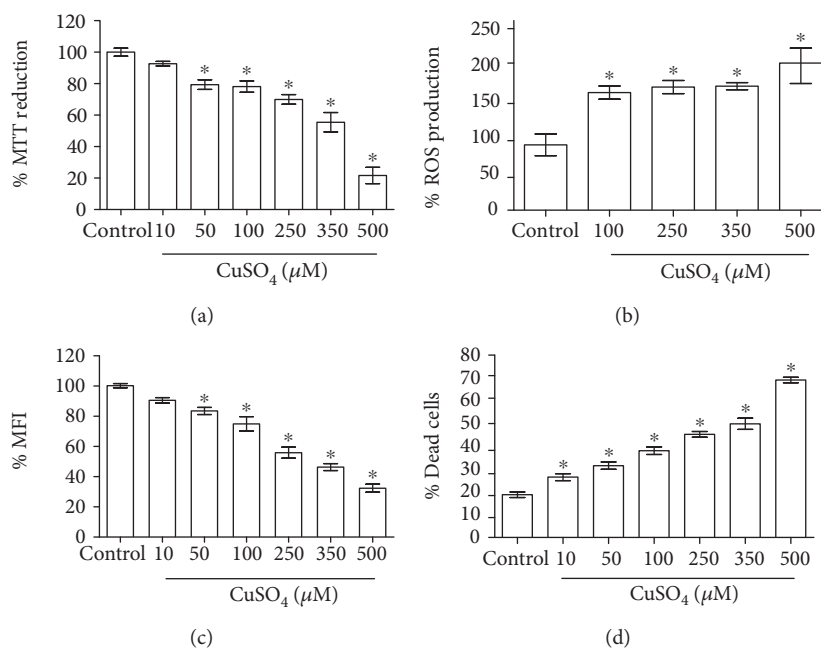 % MTT reduction
120
100
80
60
40
20
0
* * * * *
Control 10 50 100 250 350 500
CuSO4 (μM)
(a)
% ROS production
250
200
150
100
50
0
* * * *
Control 100 250 350 500
CuSO4 (μM)
(b)
% MFI
120
100
80
60
40
20
0
* * * * *
Control 10 50 100 250 350 500
CuSO4 (μM)
(c)
% Dead cells
80
70
50
40
30
20
10
0
* * * * * *
Control 10 50 100 250 350 500
CuSO4 (μM)
(d)